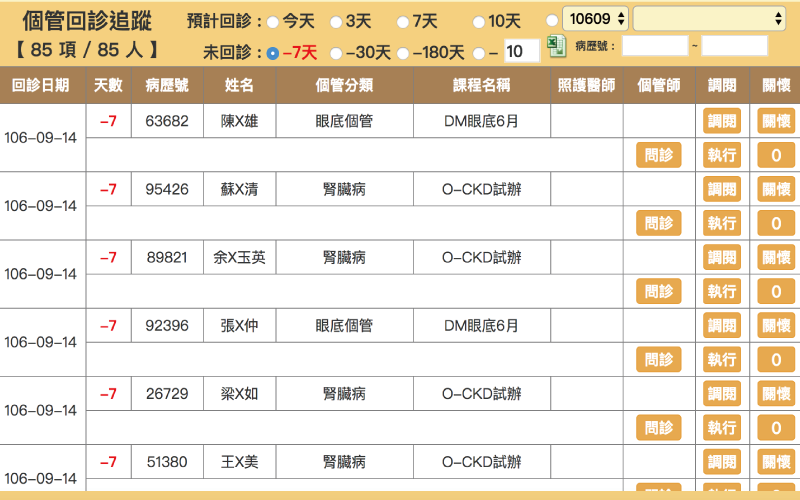 個管回診追蹤 預計回診： 今天 3天 7天 10天 10609
【 85 項 / 85 人 】 未回診： -7天 -30天 -180天 - 10 病歷號： ~
回診日期 天數 病歷號 姓名 個管分類 課程名稱 照護醫師 個管師 調閱 關懷
106-09-14 -7 63682 陳X雄 眼底個管 DM眼底6月 調閱 關懷
問診 執行 0
106-09-14 -7 95426 蘇X清 腎臟病 O-CKD試辦 調閱 關懷
問診 執行 0
106-09-14 -7 89821 余X玉英 腎臟病 O-CKD試辦 調閱 關懷
問診 執行 0
106-09-14 -7 92396 張X仲 眼底個管 DM眼底6月 調閱 關懷
問診 執行 0
106-09-14 -7 26729 梁X如 腎臟病 O-CKD試辦 調閱 關懷
問診 執行 0
106-09-14 -7 51380 王X美 腎臟病 O-CKD試辦 調閱 關懷